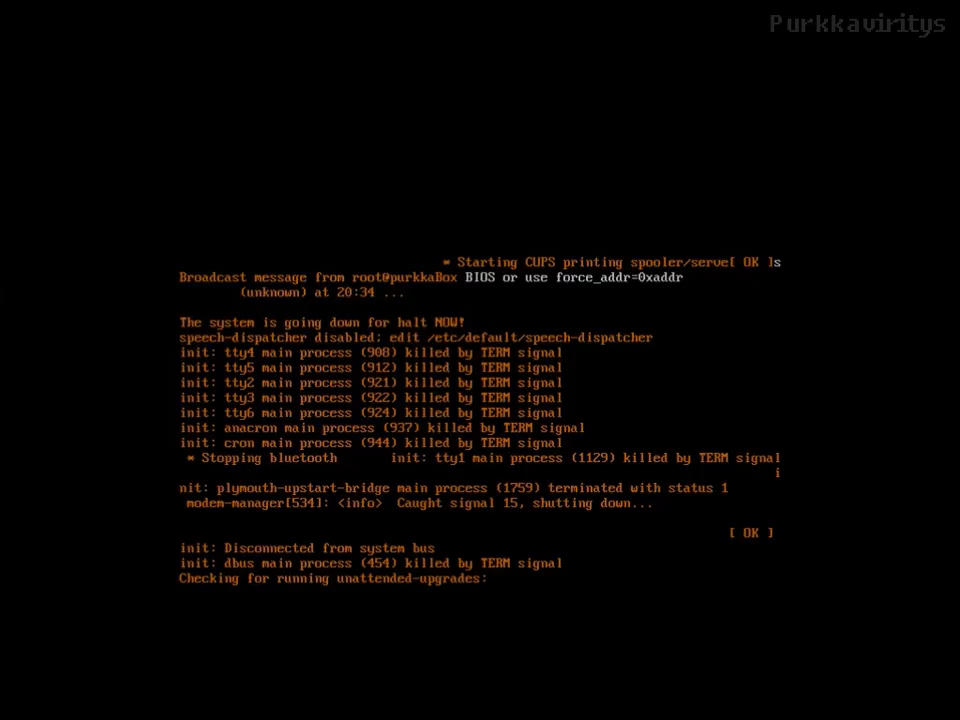 Purkkaviritys
* Starting CUPS printing spooler/serve[ OK ]s
Broadcast message from root@purkkaBox BIOS or use force_addr=0xaddr
(unknown) at 20:34 ...
The system is going down for halt NOW!
speech-dispatcher disabled; edit /etc/default/speech-dispatcher
init: tty4 main process (908) killed by TERM signal
init: tty5 main process (912) killed by TERM signal
init: tty2 main process (921) killed by TERM signal
init: tty3 main process (922) killed by TERM signal
init: tty6 main process (924) killed by TERM signal
init: anacron main process (937) killed by TERM signal
init: cron main process (944) killed by TERM signal
* Stopping bluetooth init: tty1 main process (1129) killed by TERM signal
i
nit: plymouth-upstart-bridge main process (1759) terminated with status 1
modem-manager[534]: <info> Caught signal 15, shutting down...
[ OK ]
init: Disconnected from system bus
init: dbus main process (454) killed by TERM signal
Checking for running unattended-upgrades: